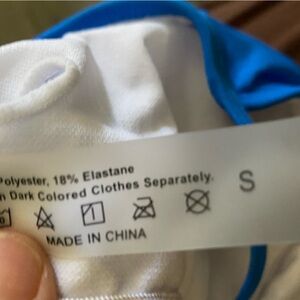 Polyester, 18% Elastane
Dark Colored Clothes Separately.
S
MADE IN CHINA